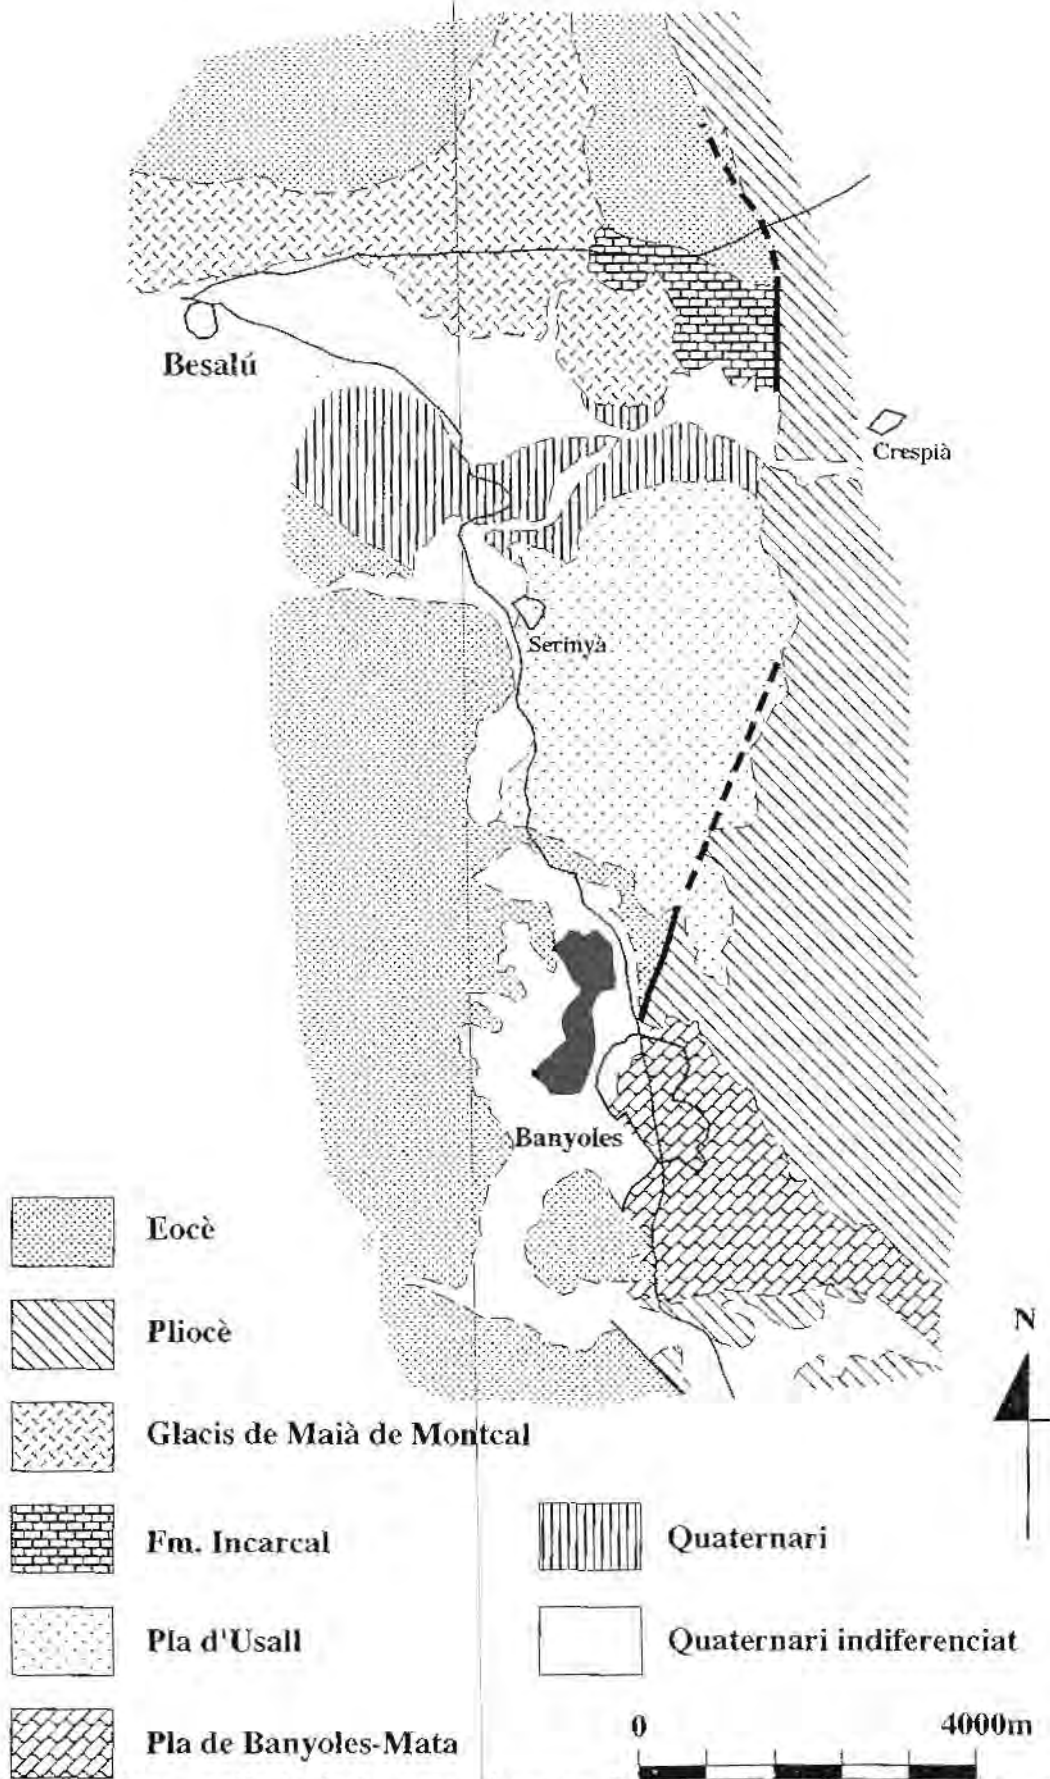 Besalú
Crespià
Serinyà
Banyoles
Eocè
Pliocè
N
Glacis de Maià de Montcal
Fm. Incarcal
Quaternari
Pla d'Usall
Quaternari indiferenciat
Pla de Banyoles-Mata
0 4000m